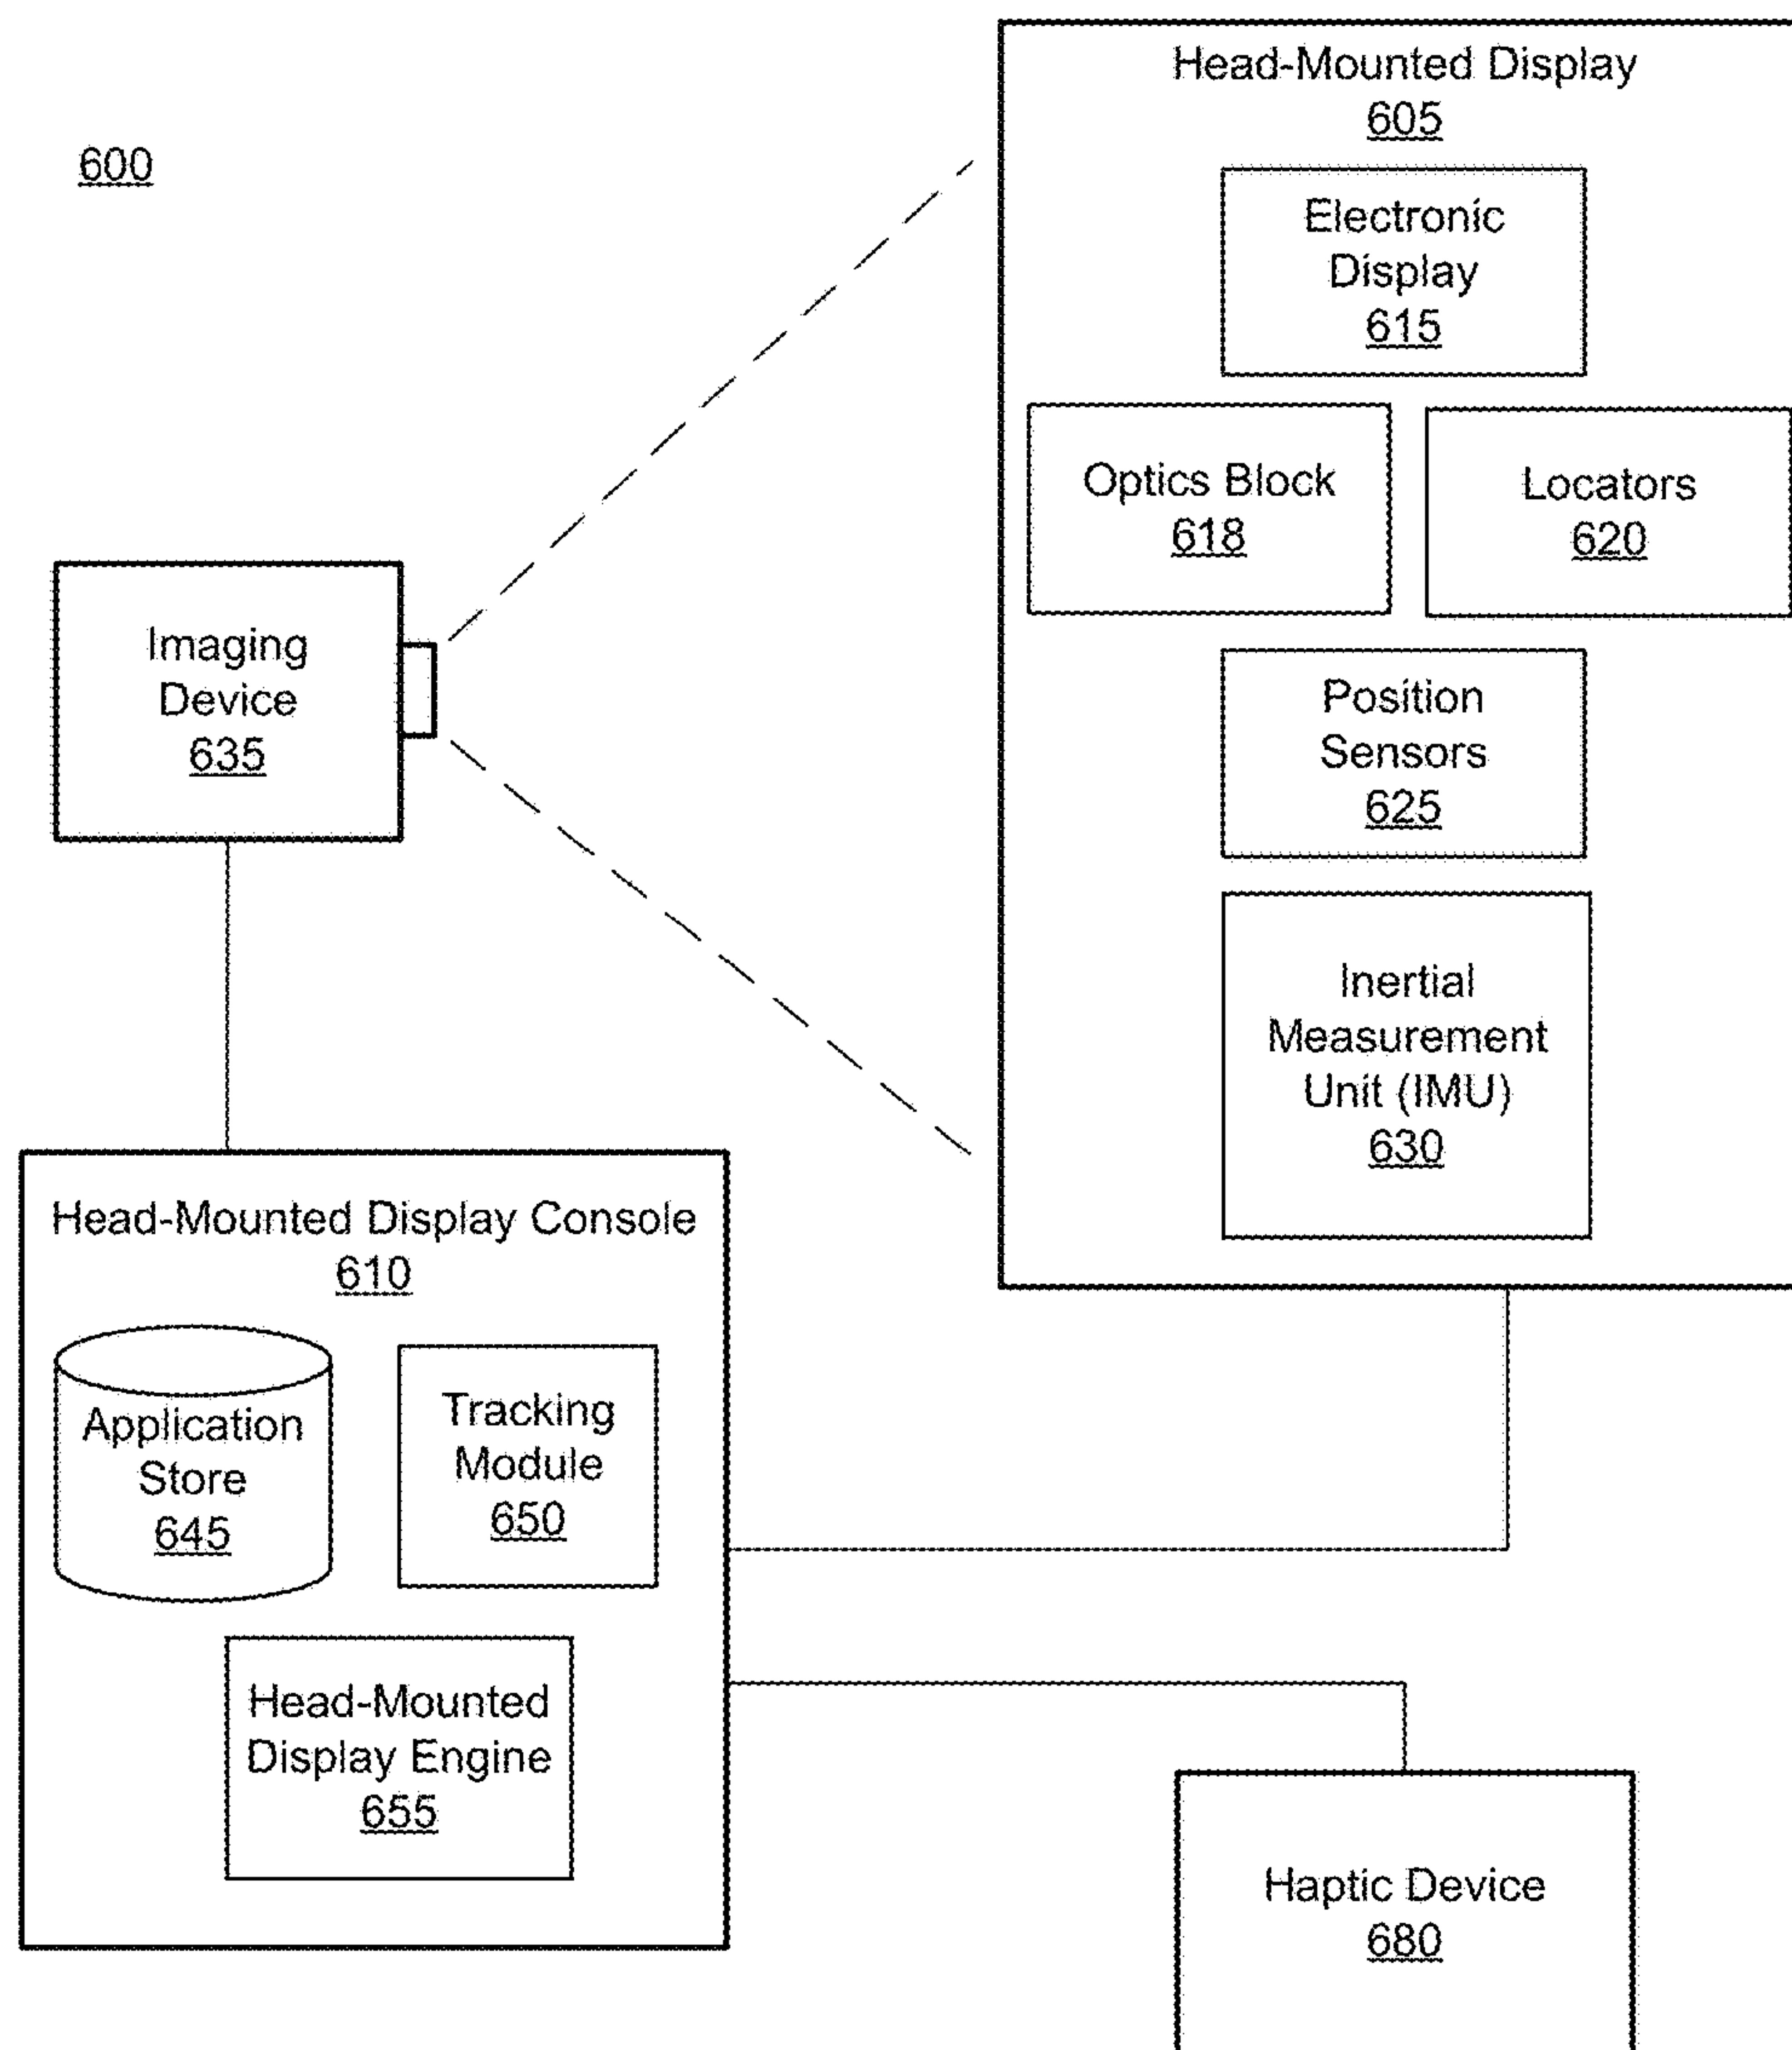 600
Head-Mounted Display
605
Electronic
Display
615
Optics Block
618
Locators
620
Position
Sensors
625
Inertial
Measurement
Unit (IMU)
630
Imaging
Device
635
Head-Mounted Display Console
610
Application
Store
645
Tracking
Module
650
Head-Mounted
Display Engine
655
Haptic Device
680